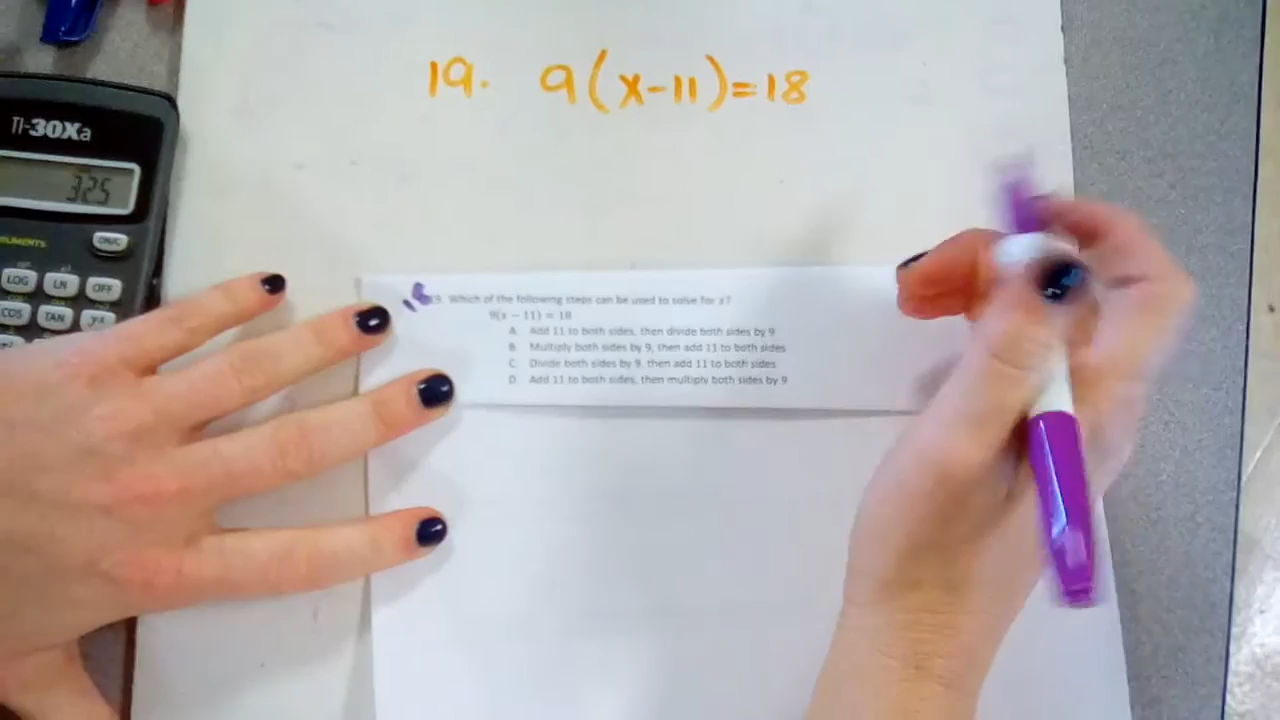 19. 9(x-11)=18
TI-30Xa
325
ON/C
LOG
LN
OFF
COS
TAN
yx
9. Which of the following steps can be used to solve for x?
9(x − 11) = 18
A. Add 11 to both sides, then divide both sides by 9
B. Multiply both sides by 9, then add 11 to both sides
C. Divide both sides by 9, then add 11 to both sides
D. Add 11 to both sides, then multiply both sides by 9